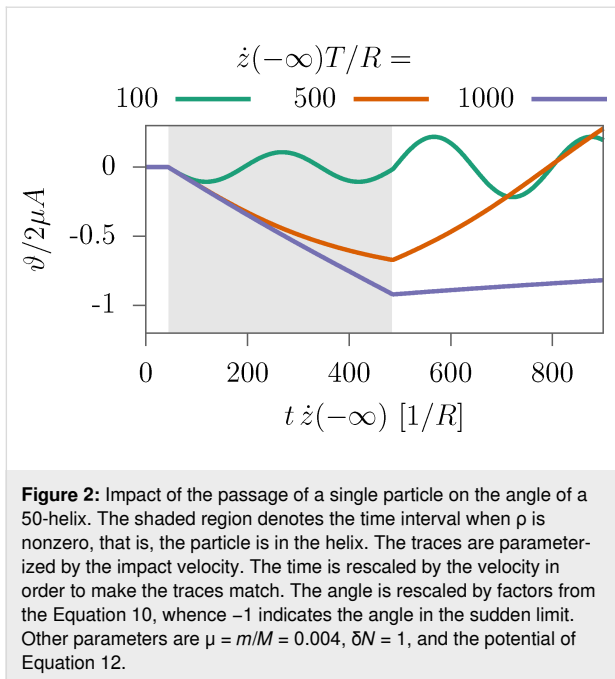 ż(−∞)T/R =
100 500 1000
0
-0.5
-1
ϑ/2μA
0 200 400 600 800
t ż(−∞) [1/R]
Figure 2: Impact of the passage of a single particle on the angle of a
50-helix. The shaded region denotes the time interval when ρ is
nonzero, that is, the particle is in the helix. The traces are parameter-
ized by the impact velocity. The time is rescaled by the velocity in
order to make the traces match. The angle is rescaled by factors from
the Equation 10, whence −1 indicates the angle in the sudden limit.
Other parameters are μ = m/M = 0.004, δN = 1, and the potential of
Equation 12.